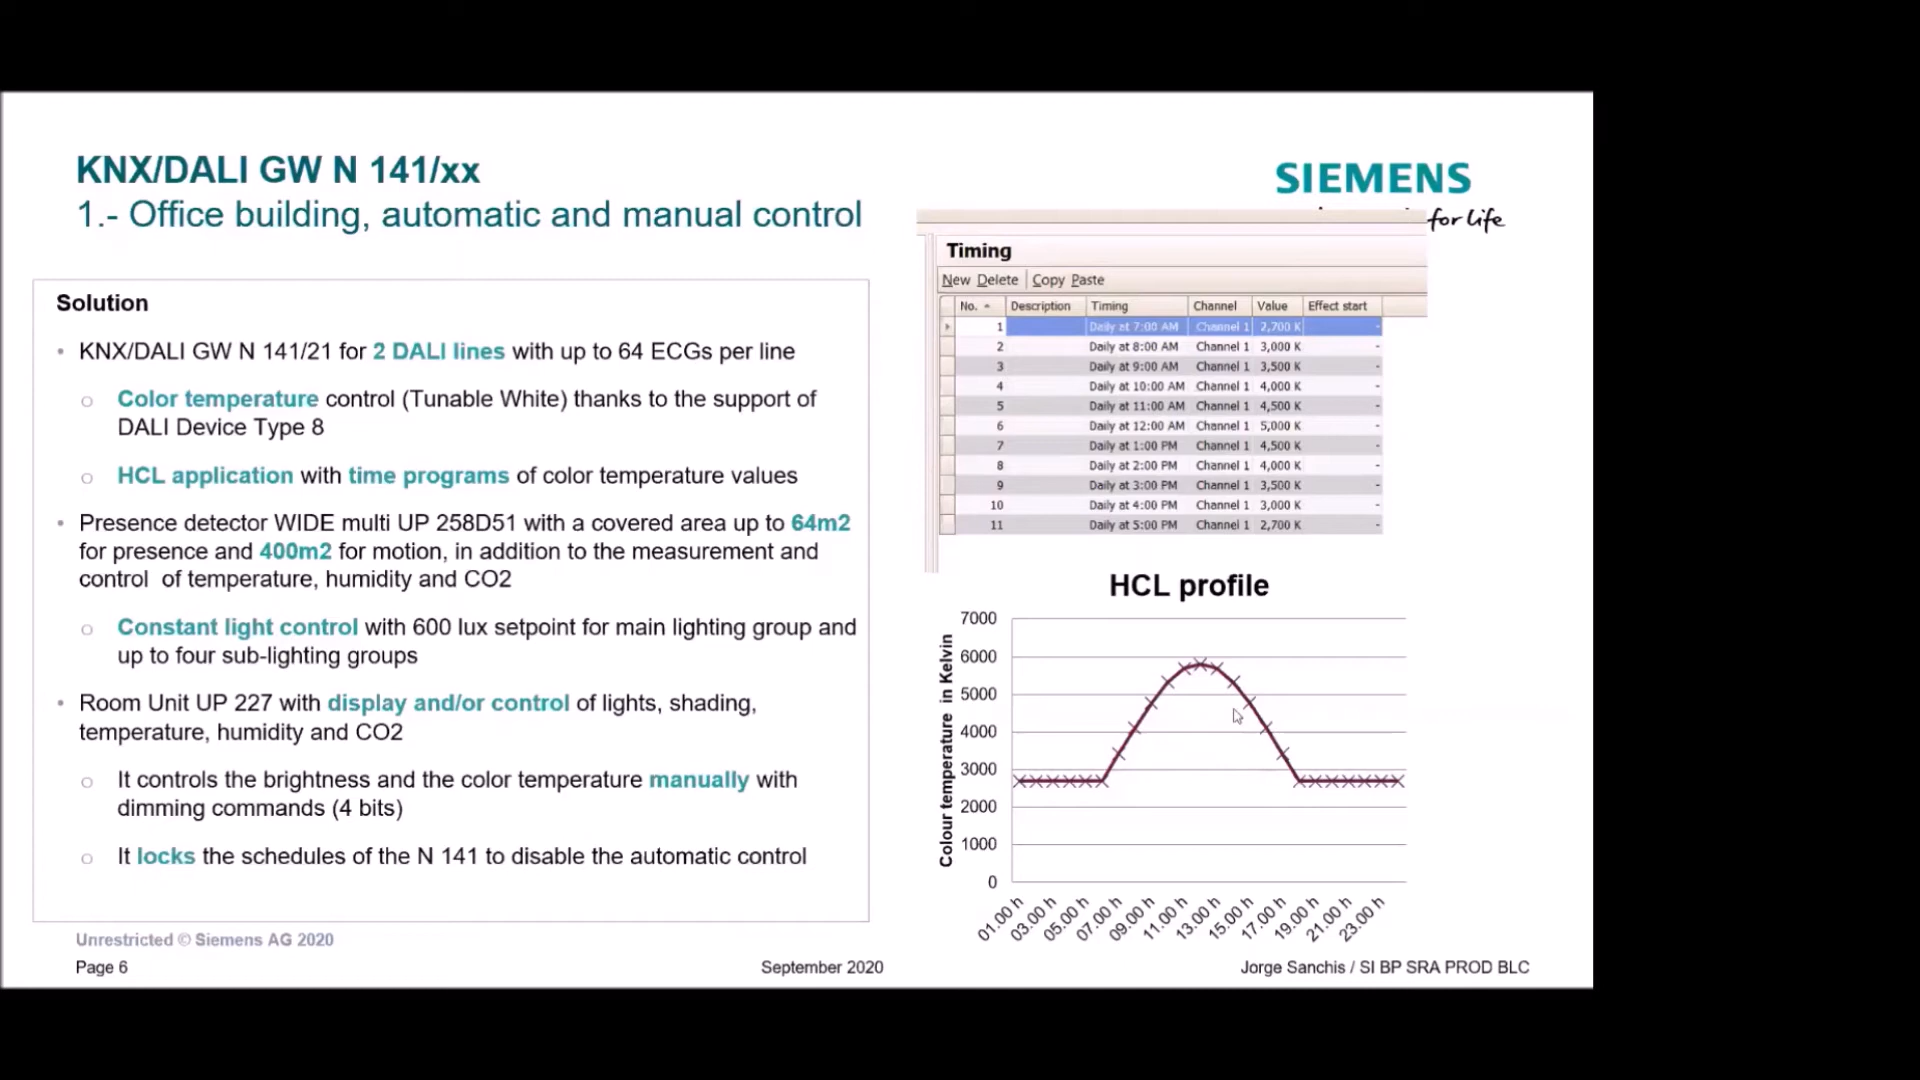 KNX/DALI GW N 141/xx
1.- Office building, automatic and manual control
SIEMENS
for life
Solution
• KNX/DALI GW N 141/21 for 2 DALI lines with up to 64 ECGs per line
o Color temperature control (Tunable White) thanks to the support of
DALI Device Type 8
o HCL application with time programs of color temperature values
• Presence detector WIDE multi UP 258D51 with a covered area up to 64m2
for presence and 400m2 for motion, in addition to the measurement and
control of temperature, humidity and CO2
o Constant light control with 600 lux setpoint for main lighting group and
up to four sub-lighting groups
• Room Unit UP 227 with display and/or control of lights, shading,
temperature, humidity and CO2
o It controls the brightness and the color temperature manually with
dimming commands (4 bits)
o It locks the schedules of the N 141 to disable the automatic control
Timing
New Delete Copy Paste
No. Description Timing Channel Value Effect start
1 Daily at 7:00 AM Channel 1 2,700 K -
2 Daily at 8:00 AM Channel 1 3,000 K -
3 Daily at 9:00 AM Channel 1 3,500 K -
4 Daily at 10:00 AM Channel 1 4,000 K -
5 Daily at 11:00 AM Channel 1 4,500 K -
6 Daily at 12:00 AM Channel 1 5,000 K -
7 Daily at 1:00 PM Channel 1 4,500 K -
8 Daily at 2:00 PM Channel 1 4,000 K -
9 Daily at 3:00 PM Channel 1 3,500 K -
10 Daily at 4:00 PM Channel 1 3,000 K -
11 Daily at 5:00 PM Channel 1 2,700 K -
HCL profile
Colour temperature in Kelvin
7000
6000
5000
4000
3000
2000
1000
0
01.00 h 03.00 h 05.00 h 07.00 h 09.00 h 11.00 h 13.00 h 15.00 h 17.00 h 19.00 h 21.00 h 23.00 h
Unrestricted © Siemens AG 2020
Page 6
September 2020
Jorge Sanchis / SI BP SRA PROD BLC